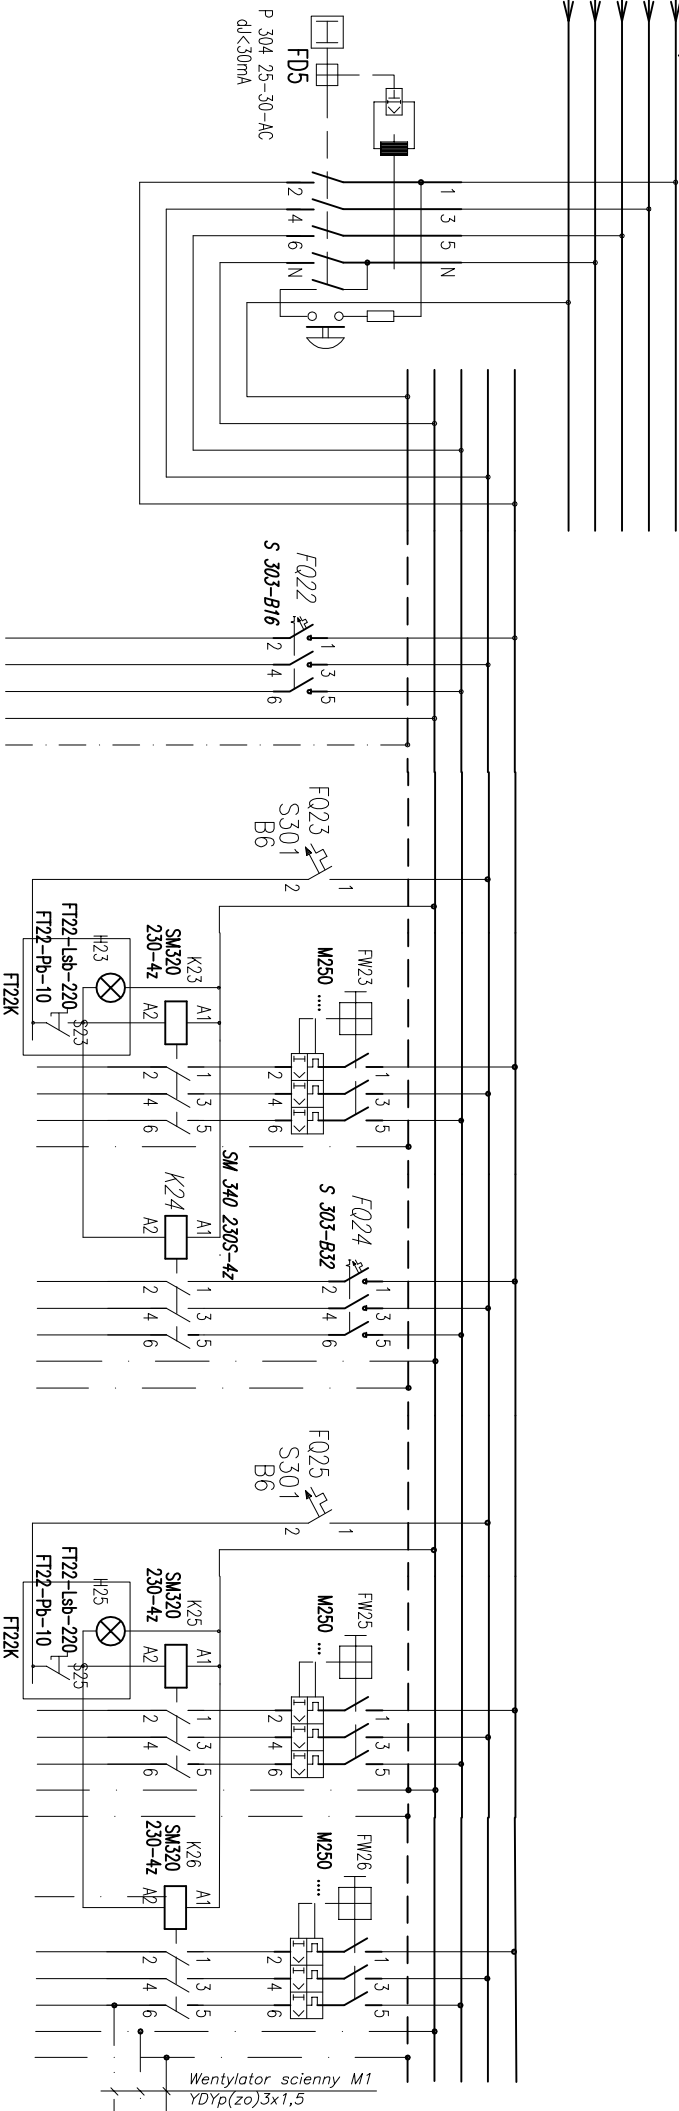 P 304 25-30-AC
dJ<30mA
FD5
1
3
5
N
2
4
6
N
FQ22
S 303-B16
1
3
5
2
4
6
FQ23
S301
B6
1
2
FW23
M250 ....
1
3
5
2
4
6
K23
SM320
230-4z
A1
A2
1
3
5
2
4
6
H23
FT22-Lsb-220
FT22-Pb-10
S23
FT22K
SM 340 230S-4z
K24
A1
A2
1
3
5
2
4
6
FQ24
S 303-B32
1
3
5
2
4
6
FQ25
S301
B6
1
2
FW25
M250 ...
1
3
5
2
4
6
K25
SM320
230-4z
A1
A2
1
3
5
2
4
6
H25
FT22-Lsb-220
FT22-Pb-10
S25
FT22K
FW26
M250 ....
1
3
5
2
4
6
K26
SM320
230-4z
A1
A2
1
3
5
2
4
6
Wentylator scienny M1
YDYp(zo)3x1,5